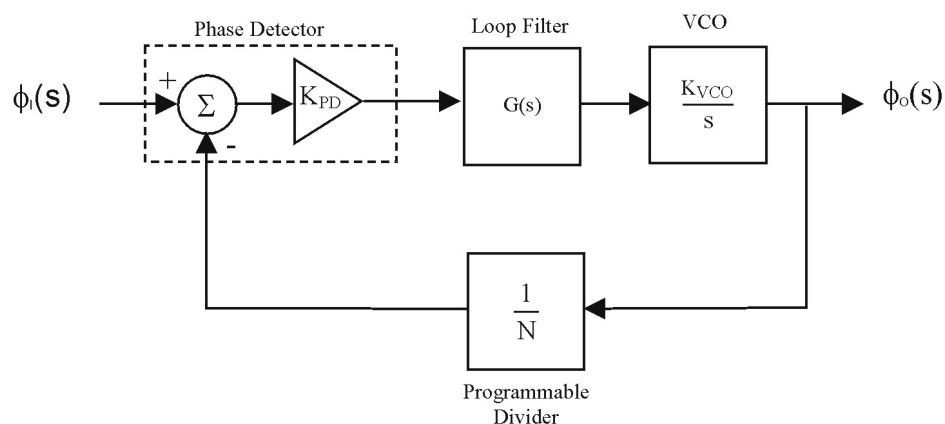 Phase Detector
Loop Filter
VCO
ϕI(s)
+
Σ
-
KPD
G(s)
KVCO
s
ϕO(s)
1
N
Programmable
Divider